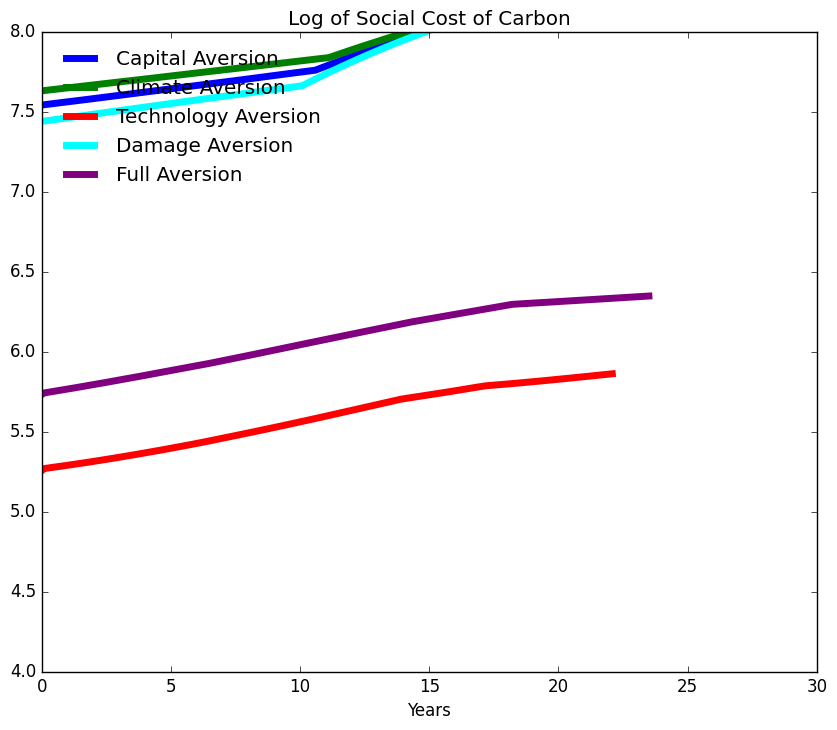 Log of Social Cost of Carbon
8.0
7.5
7.0
6.5
6.0
5.5
5.0
4.5
4.0
Capital Aversion
Climate Aversion
Technology Aversion
Damage Aversion
Full Aversion
0 5 10 15 20 25 30
Years